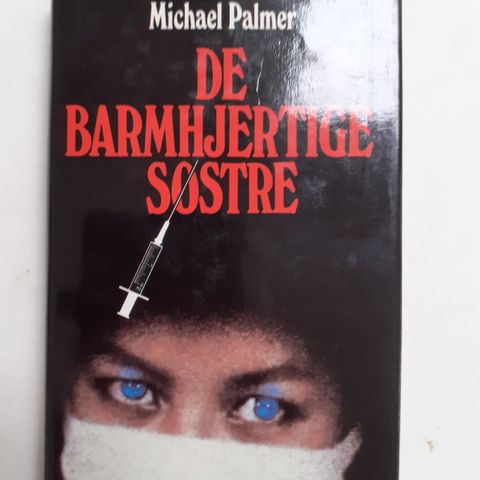 Michael Palmer
DE
BARMHJERTIGE
SØSTRE